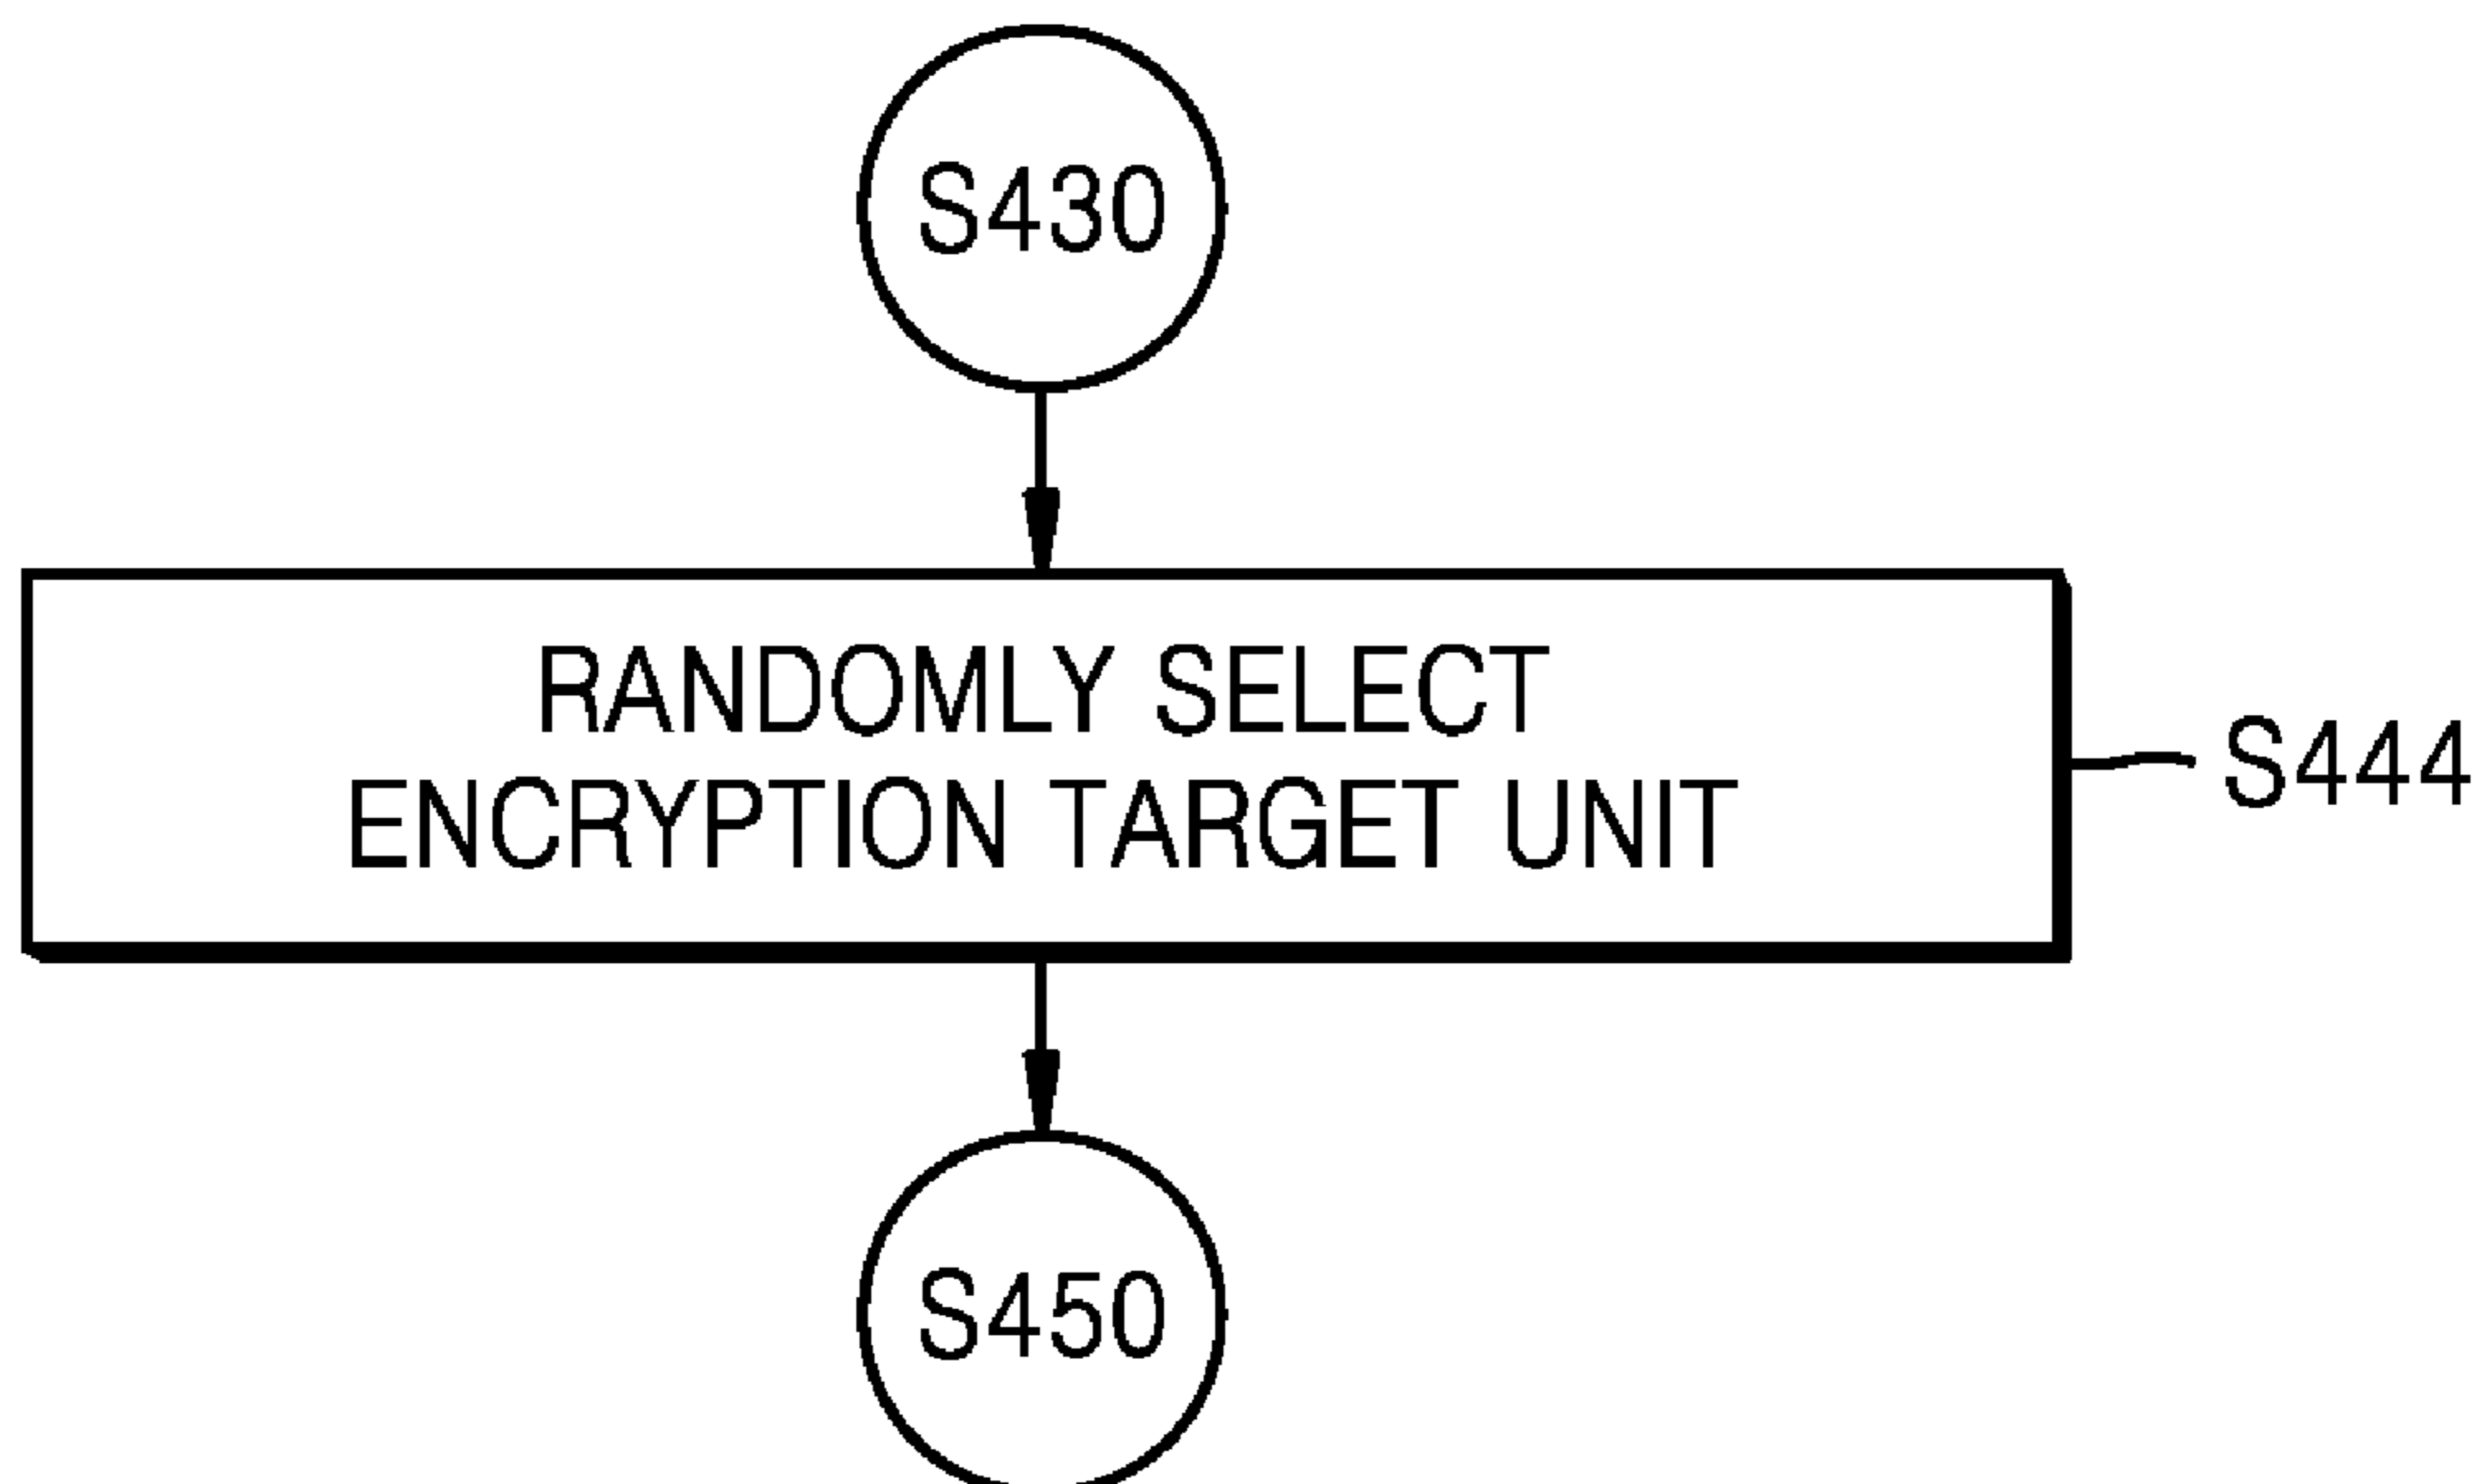 S430
RANDOMLY SELECT
ENCRYPTION TARGET UNIT
S444
S450